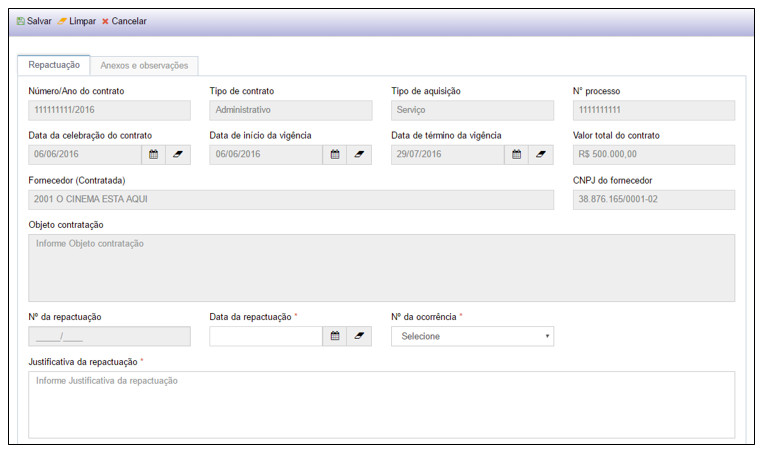 Salvar Limpar Cancelar
Repactuação Anexos e observações
Número/Ano do contrato Tipo de contrato Tipo de aquisição N° processo
111111111/2016 Administrativo Serviço 1111111111
Data da celebração do contrato Data de início da vigência Data de término da vigência Valor total do contrato
06/06/2016 06/06/2016 29/07/2016 R$ 500.000,00
Fornecedor (Contratada) CNPJ do fornecedor
2001 O CINEMA ESTA AQUI 38.876.165/0001-02
Objeto contratação
Informe Objeto contratação
Nº da repactuação Data da repactuação * Nº da ocorrência *
_____/____ Selecione
Justificativa da repactuação *
Informe Justificativa da repactuação